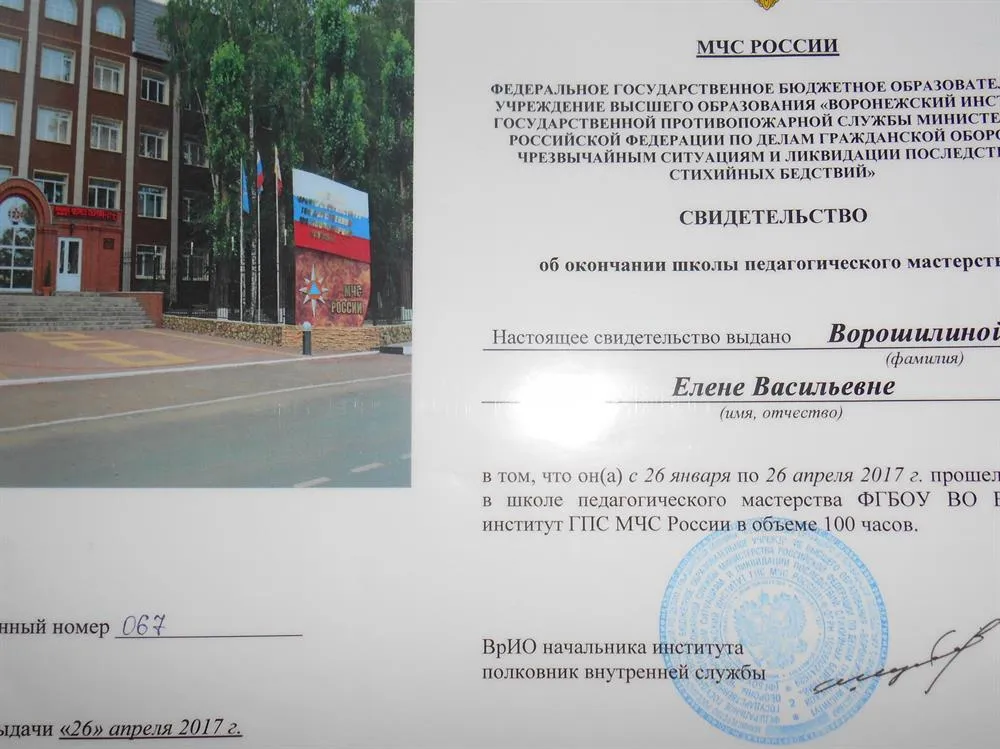 МЧС РОССИИ
ФЕДЕРАЛЬНОЕ ГОСУДАРСТВЕННОЕ БЮДЖЕТНОЕ ОБРАЗОВАТЕ
УЧРЕЖДЕНИЕ ВЫСШЕГО ОБРАЗОВАНИЯ «ВОРОНЕЖСКИЙ ИНСТ
ГОСУДАРСТВЕННОЙ ПРОТИВОПОЖАРНОЙ СЛУЖБЫ МИНИСТЕ
РОССИЙСКОЙ ФЕДЕРАЦИИ ПО ДЕЛАМ ГРАЖДАНСКОЙ ОБОРО
ЧРЕЗВЫЧАЙНЫМ СИТУАЦИЯМ И ЛИКВИДАЦИИ ПОСЛЕДСТ
СТИХИЙНЫХ БЕДСТВИЙ»
СВИДЕТЕЛЬСТВО
об окончании школы педагогического мастерсть
Настоящее свидетельство выдано Ворошилиной
(фамилия)
Елене Васильевне
(имя, отчество)
в том, что он(а) с 26 января по 26 апреля 2017 г. прошел
в школе педагогического мастерства ФГБОУ ВО
институт ГПС МЧС России в объеме 100 часов.
ВрИО начальника института
полковник внутренней службы
МЧС
РОССИИ
нный номер 067
ыдачи «26» апреля 2017 г.